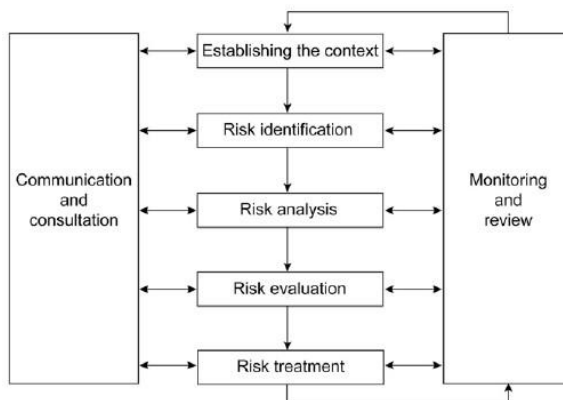 Establishing the context
Risk identification
Communication
and
consultation
Risk analysis
Monitoring
and
review
Risk evaluation
Risk treatment